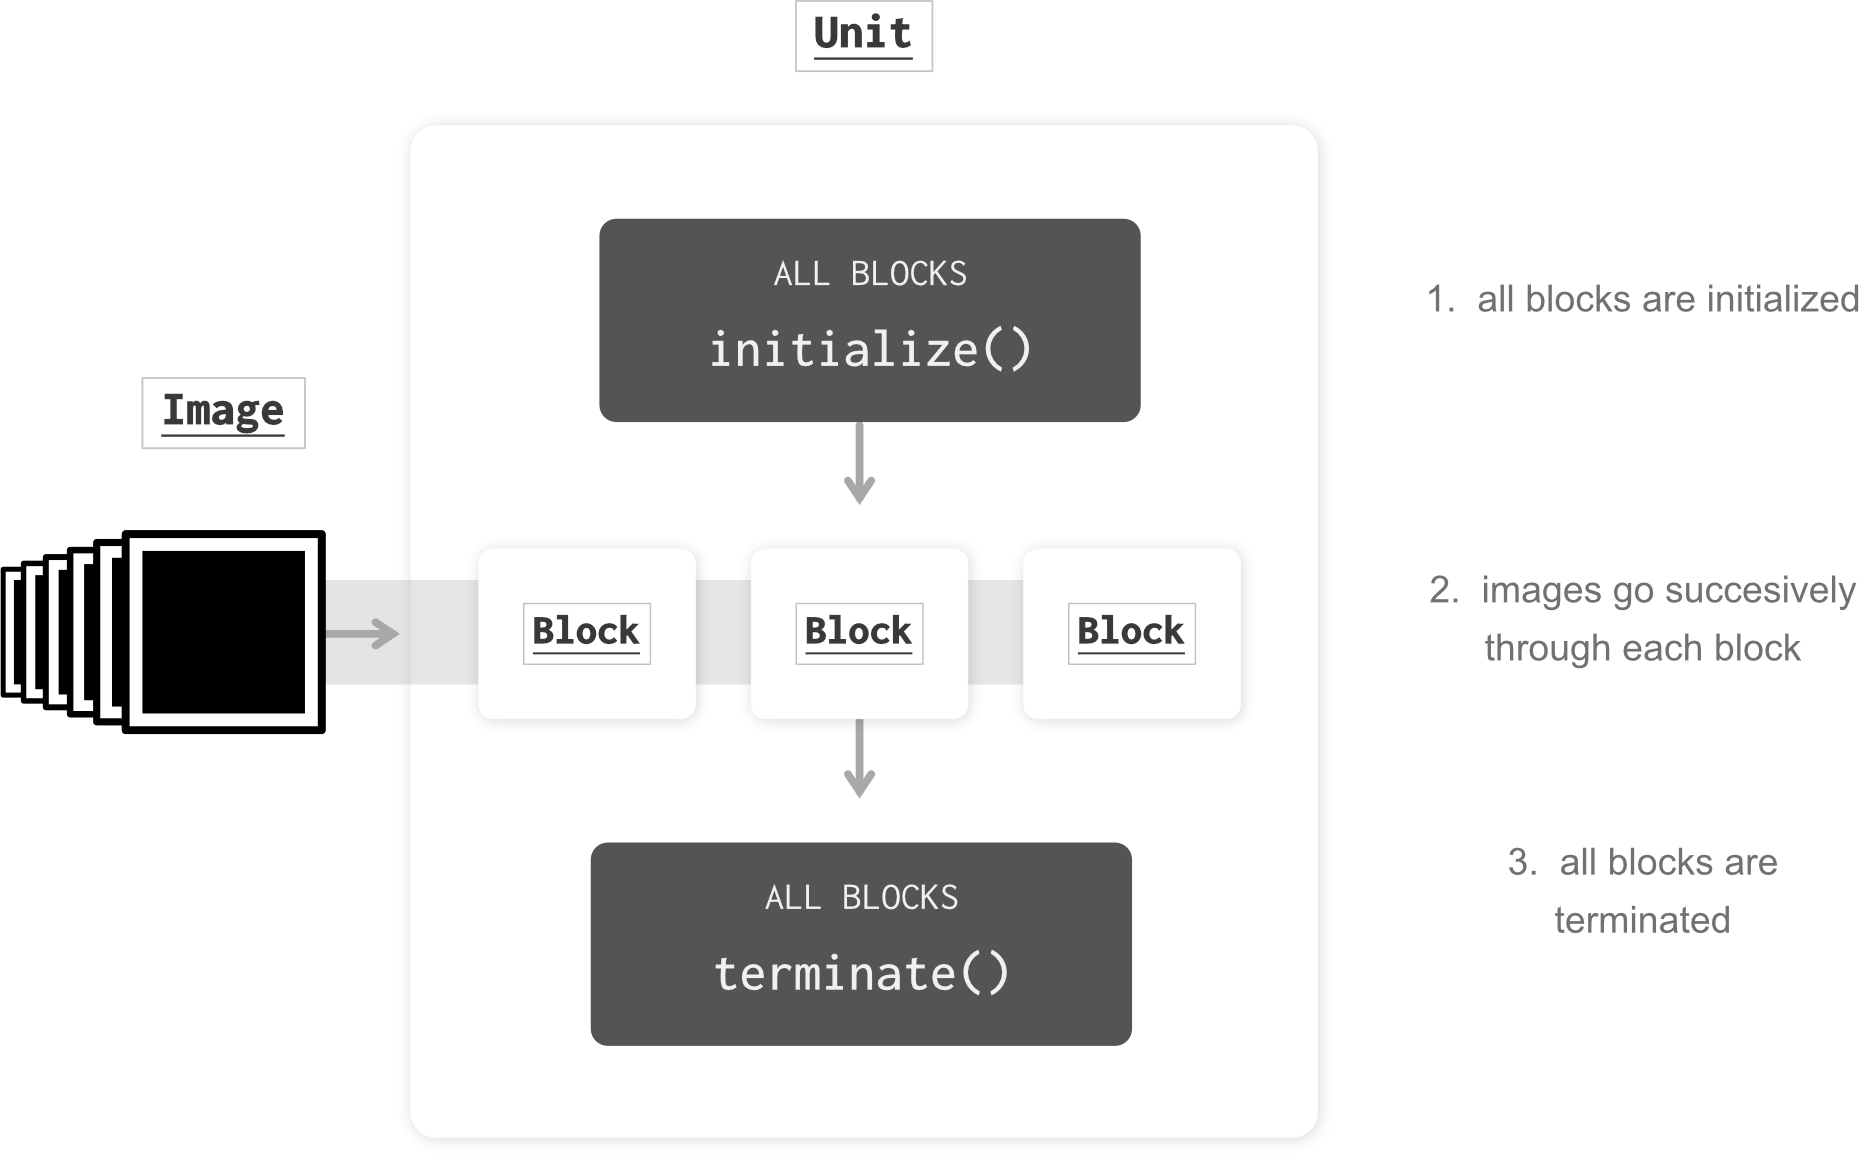 Unit
ALL BLOCKS
initialize()
1. all blocks are initialized
Image
Block
Block
Block
2. images go succesively
through each block
ALL BLOCKS
terminate()
3. all blocks are
terminated